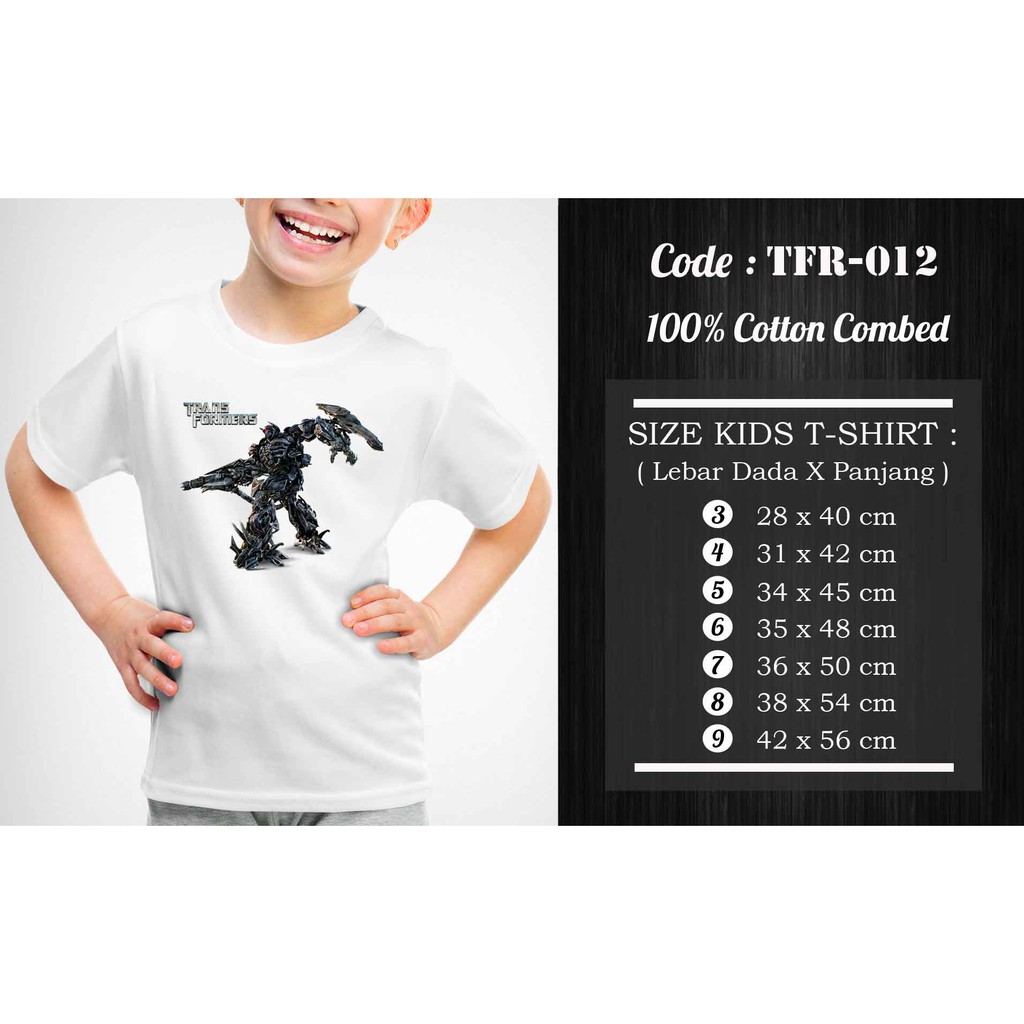 TRANS
FORMERS
Code : TFR-012
100% Cotton Combed
SIZE KIDS T-SHIRT :
( Lebar Dada X Panjang )
3 28 x 40 cm
4 31 x 42 cm
5 34 x 45 cm
6 35 x 48 cm
7 36 x 50 cm
8 38 x 54 cm
9 42 x 56 cm